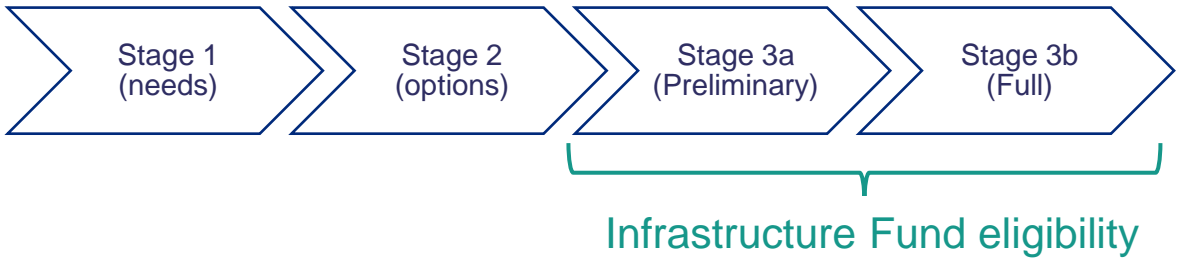 Stage 1
(needs)
Stage 2
(options)
Stage 3a
(Preliminary)
Stage 3b
(Full)
Infrastructure Fund eligibility